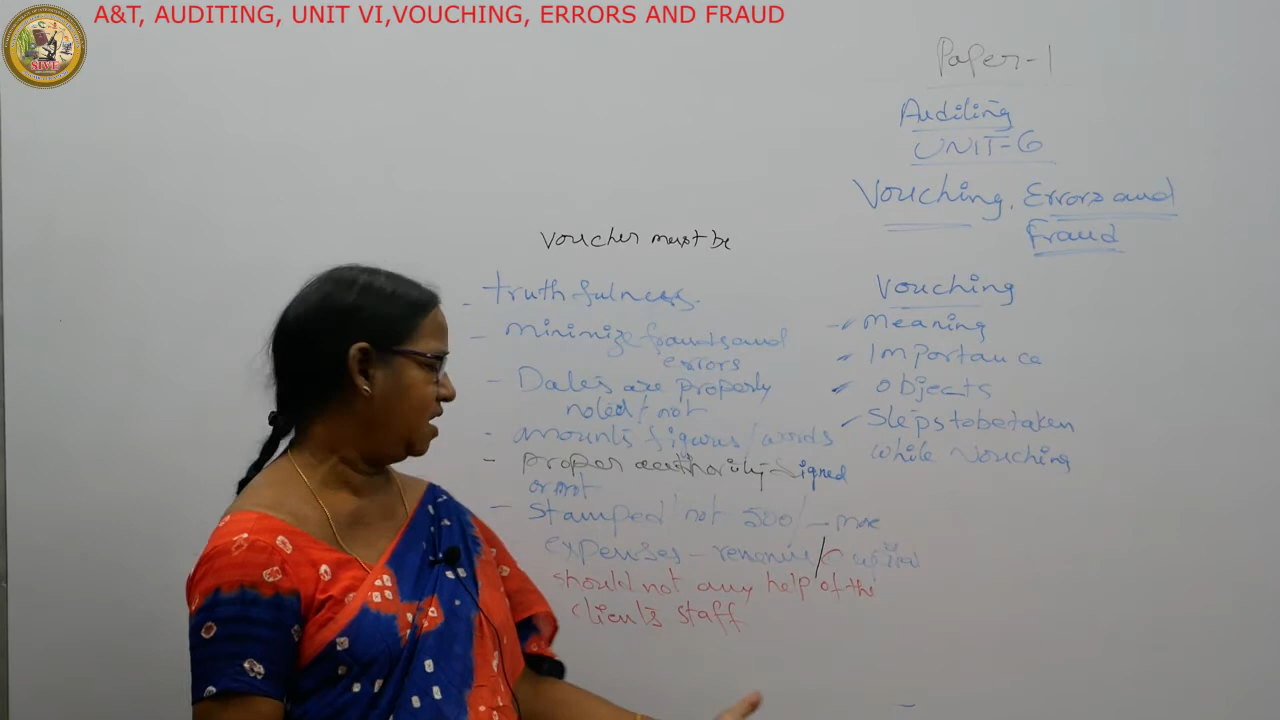 A&T, AUDITING, UNIT VI,VOUCHING, ERRORS AND FRAUD
SIVE
Paper-1
Auditing
UNIT-6
Vouching, Errors and
Fraud
Voucher must be
- truthfulness.
- Minimize frauds and
errors
- Dates are properly
noted / not
- amounts figures / words
- proper authority-signed
or not
- Stamped / not 500/- more
expenses - revenue /
should not any help of the
client's staff
Vouching
Meaning
Importance
objects
Steps to be taken
while vouching